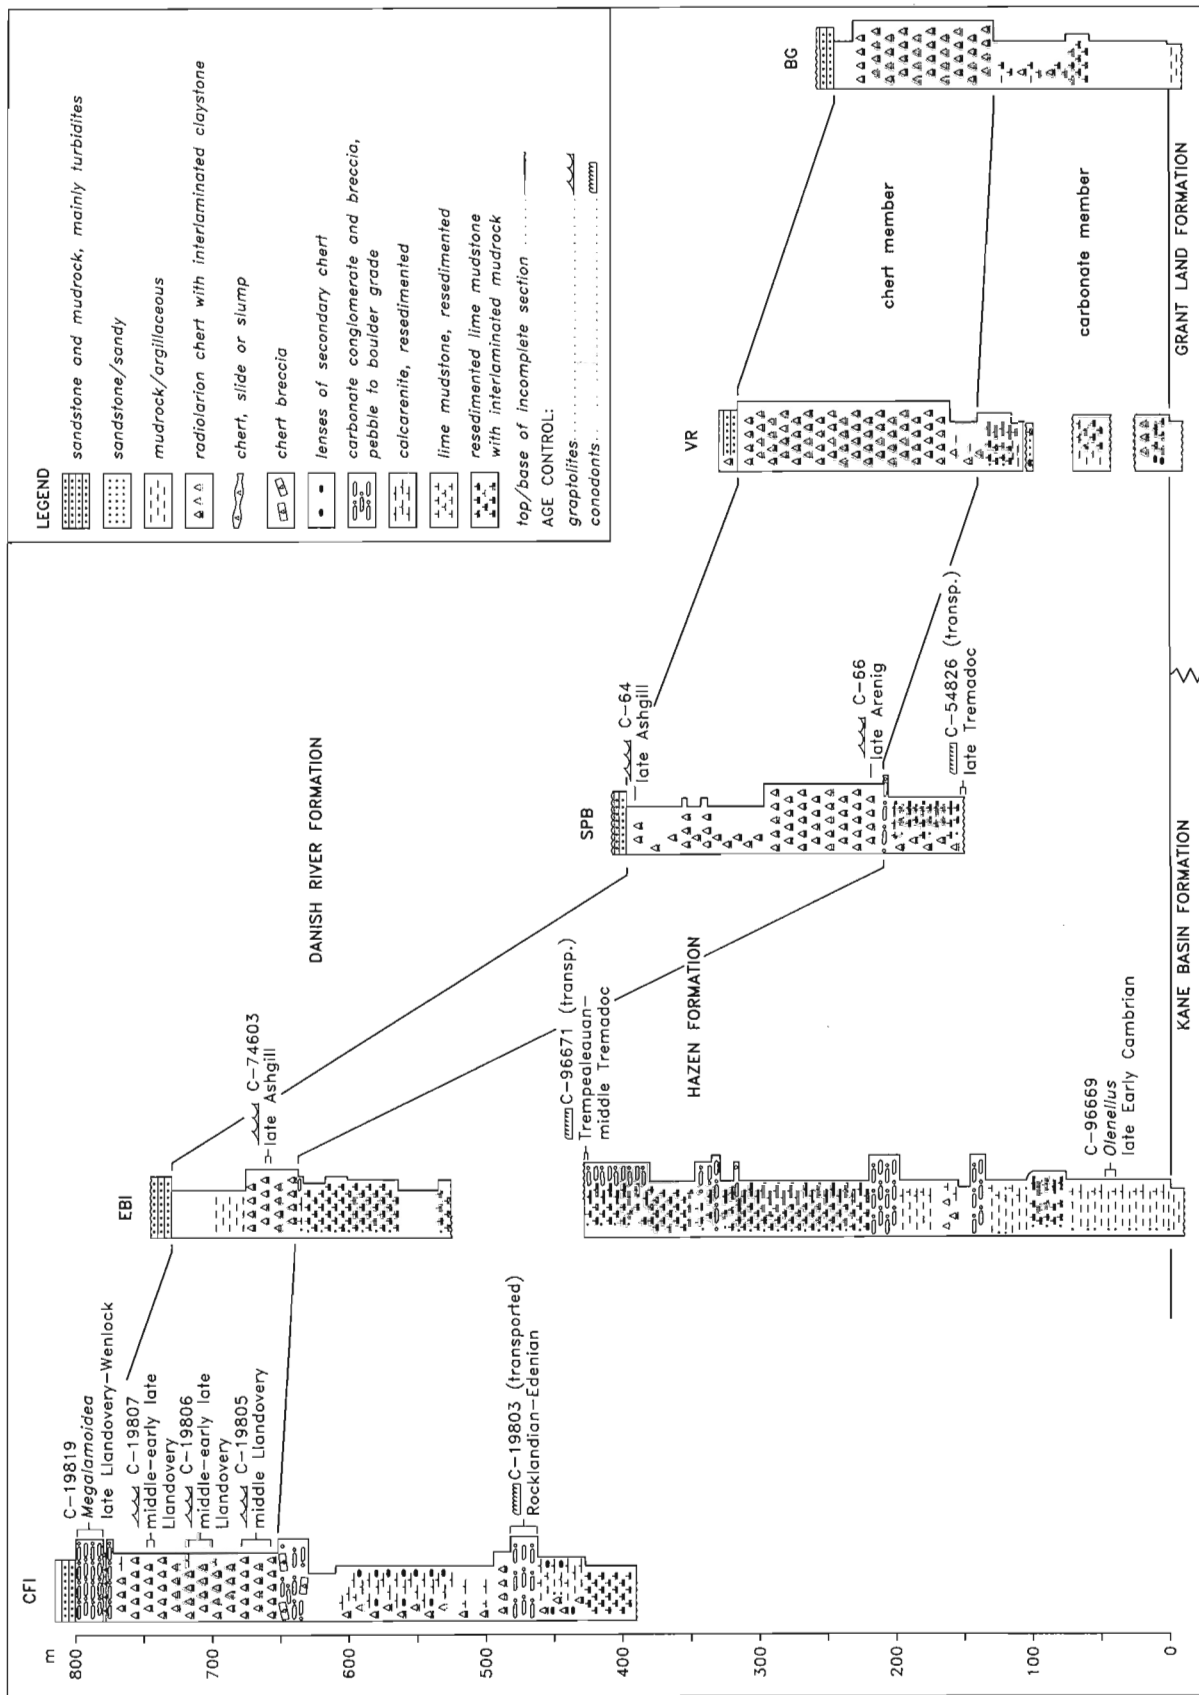 LEGEND
sandstone and mudrock, mainly turbidites
sandstone/sandy
mudrock/argillaceous
radiolarion chert with interlaminated claystone
chert, slide or slump
chert breccia
lenses of secondary chert
carbonate conglomerate and breccia,
pebble to boulder grade
calcarenite, resedimented
lime mudstone, resedimented
resedimented lime mudstone
with interlaminated mudrock
top/base of incomplete section ........
AGE CONTROL:
graptolites..................
conodonts.. ..................
CFI
C-19819
Megalamoidea
late Llandovery-Wenlock
C-19807
middle-early late
Llandovery
C-19806
middle-early late
Llandovery
C-19805
middle Llandovery
C-19803 (transported)
Rocklandian-Edenian
EBI
C-74603
late Ashgill
C-96671 (transp.)
Trempealeauan-
middle Tremadoc
C-96669
Olenellus
late Early Cambrian
DANISH RIVER FORMATION
HAZEN FORMATION
KANE BASIN FORMATION
SPB
C-64
late Ashgill
C-66
late Arenig
C-54826 (transp.)
late Tremadoc
VR
chert member
carbonate member
GRANT LAND FORMATION
BG
m
800
700
600
500
400
300
200
100
0